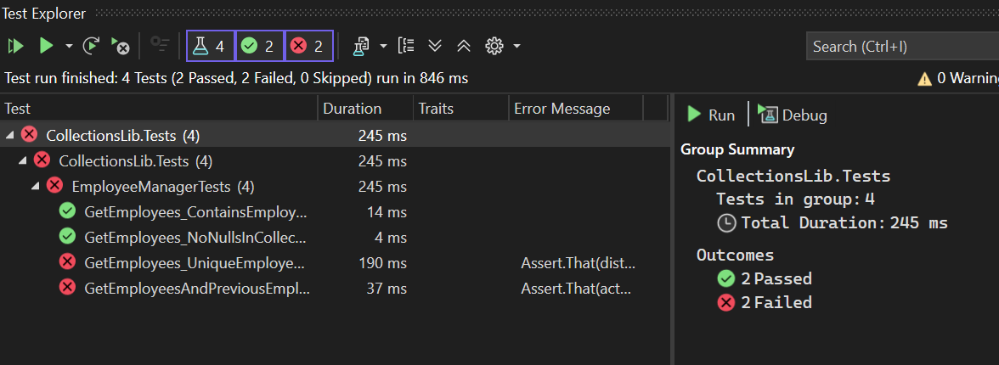 Test Explorer
4 2 2
Search (Ctrl+I)
Test run finished: 4 Tests (2 Passed, 2 Failed, 0 Skipped) run in 846 ms
0 Warnin
Test Duration Traits Error Message
CollectionsLib.Tests (4) 245 ms
CollectionsLib.Tests (4) 245 ms
EmployeeManagerTests (4) 245 ms
GetEmployees_ContainsEmploy... 14 ms
GetEmployees_NoNullsInCollec... 4 ms
GetEmployees_UniqueEmploye... 190 ms Assert.That(dist...
GetEmployeesAndPreviousEmpl... 37 ms Assert.That(act...
Run Debug
Group Summary
CollectionsLib.Tests
Tests in group: 4
Total Duration: 245 ms
Outcomes
2 Passed
2 Failed